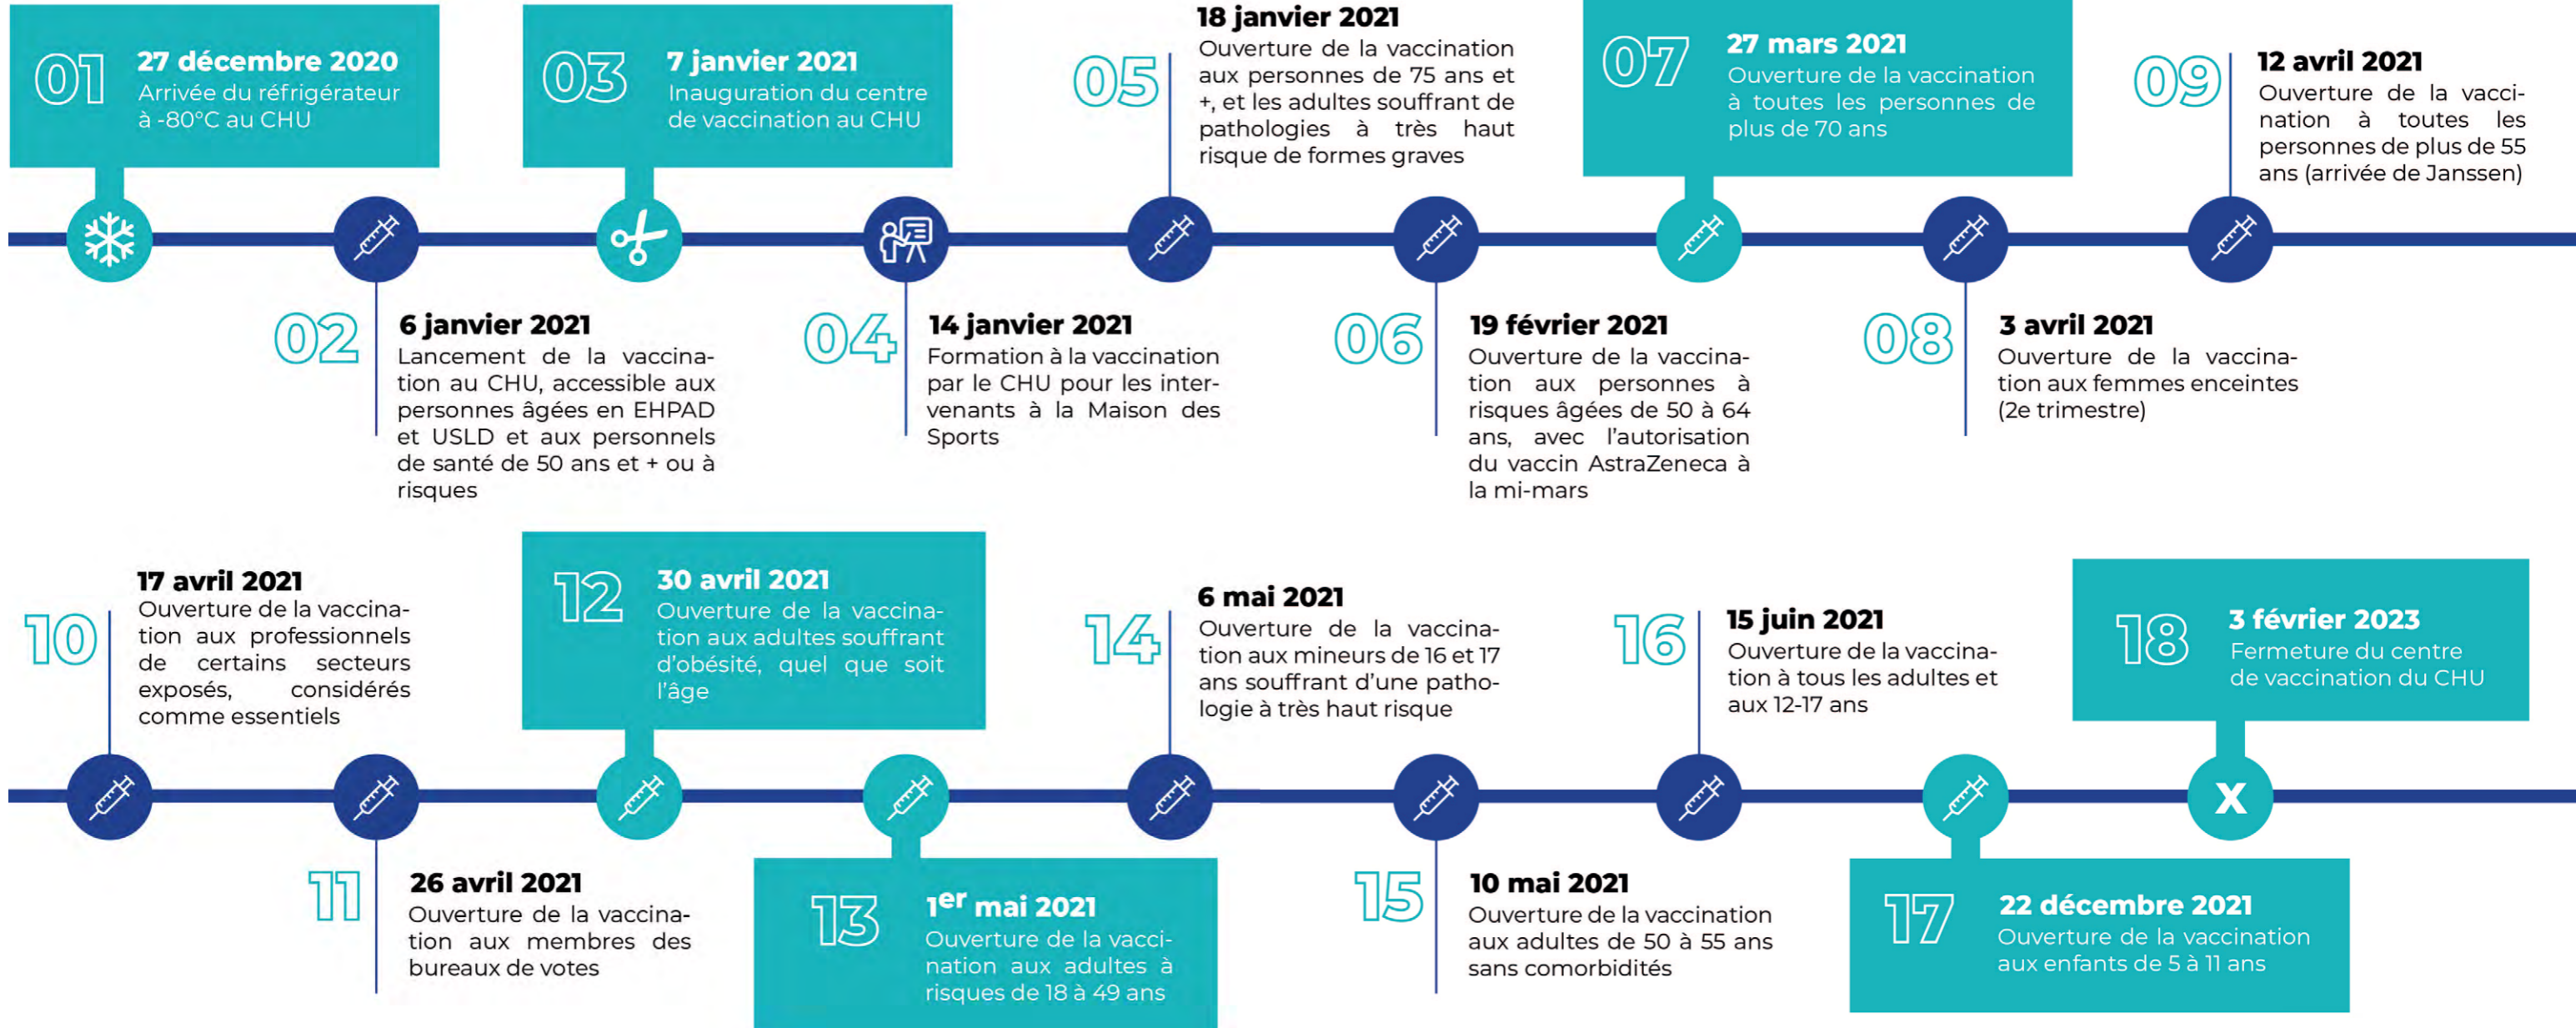 01
27 décembre 2020
Arrivée du réfrigérateur
à -80°C au CHU
02
6 janvier 2021
Lancement de la vaccina-
tion au CHU, accessible aux
personnes âgées en EHPAD
et USLD et aux personnels
de santé de 50 ans et + ou à
risques
03
7 janvier 2021
Inauguration du centre
de vaccination au CHU
04
14 janvier 2021
Formation à la vaccination
par le CHU pour les inter-
venants à la Maison des
Sports
05
18 janvier 2021
Ouverture de la vaccination
aux personnes de 75 ans et
+, et les adultes souffrant de
pathologies à très haut
risque de formes graves
06
19 février 2021
Ouverture de la vaccina-
tion aux personnes à
risques âgées de 50 à 64
ans, avec l'autorisation
du vaccin AstraZeneca à
la mi-mars
07
27 mars 2021
Ouverture de la vaccination
à toutes les personnes de
plus de 70 ans
08
3 avril 2021
Ouverture de la vaccina-
tion aux femmes enceintes
(2e trimestre)
09
12 avril 2021
Ouverture de la vacci-
nation à toutes les
personnes de plus de 55
ans (arrivée de Janssen)
10
17 avril 2021
Ouverture de la vaccina-
tion aux professionnels
de certains secteurs
exposés, considérés
comme essentiels
11
26 avril 2021
Ouverture de la vaccina-
tion aux membres des
bureaux de votes
12
30 avril 2021
Ouverture de la vaccina-
tion aux adultes souffrant
d'obésité, quel que soit
l'âge
13
1er mai 2021
Ouverture de la vacci-
nation aux adultes à
risques de 18 à 49 ans
14
6 mai 2021
Ouverture de la vaccina-
tion aux mineurs de 16 et 17
ans souffrant d'une patho-
logie à très haut risque
15
10 mai 2021
Ouverture de la vaccination
aux adultes de 50 à 55 ans
sans comorbidités
16
15 juin 2021
Ouverture de la vaccina-
tion à tous les adultes et
aux 12-17 ans
17
22 décembre 2021
Ouverture de la vaccination
aux enfants de 5 à 11 ans
18
3 février 2023
Fermeture du centre
de vaccination du CHU
X